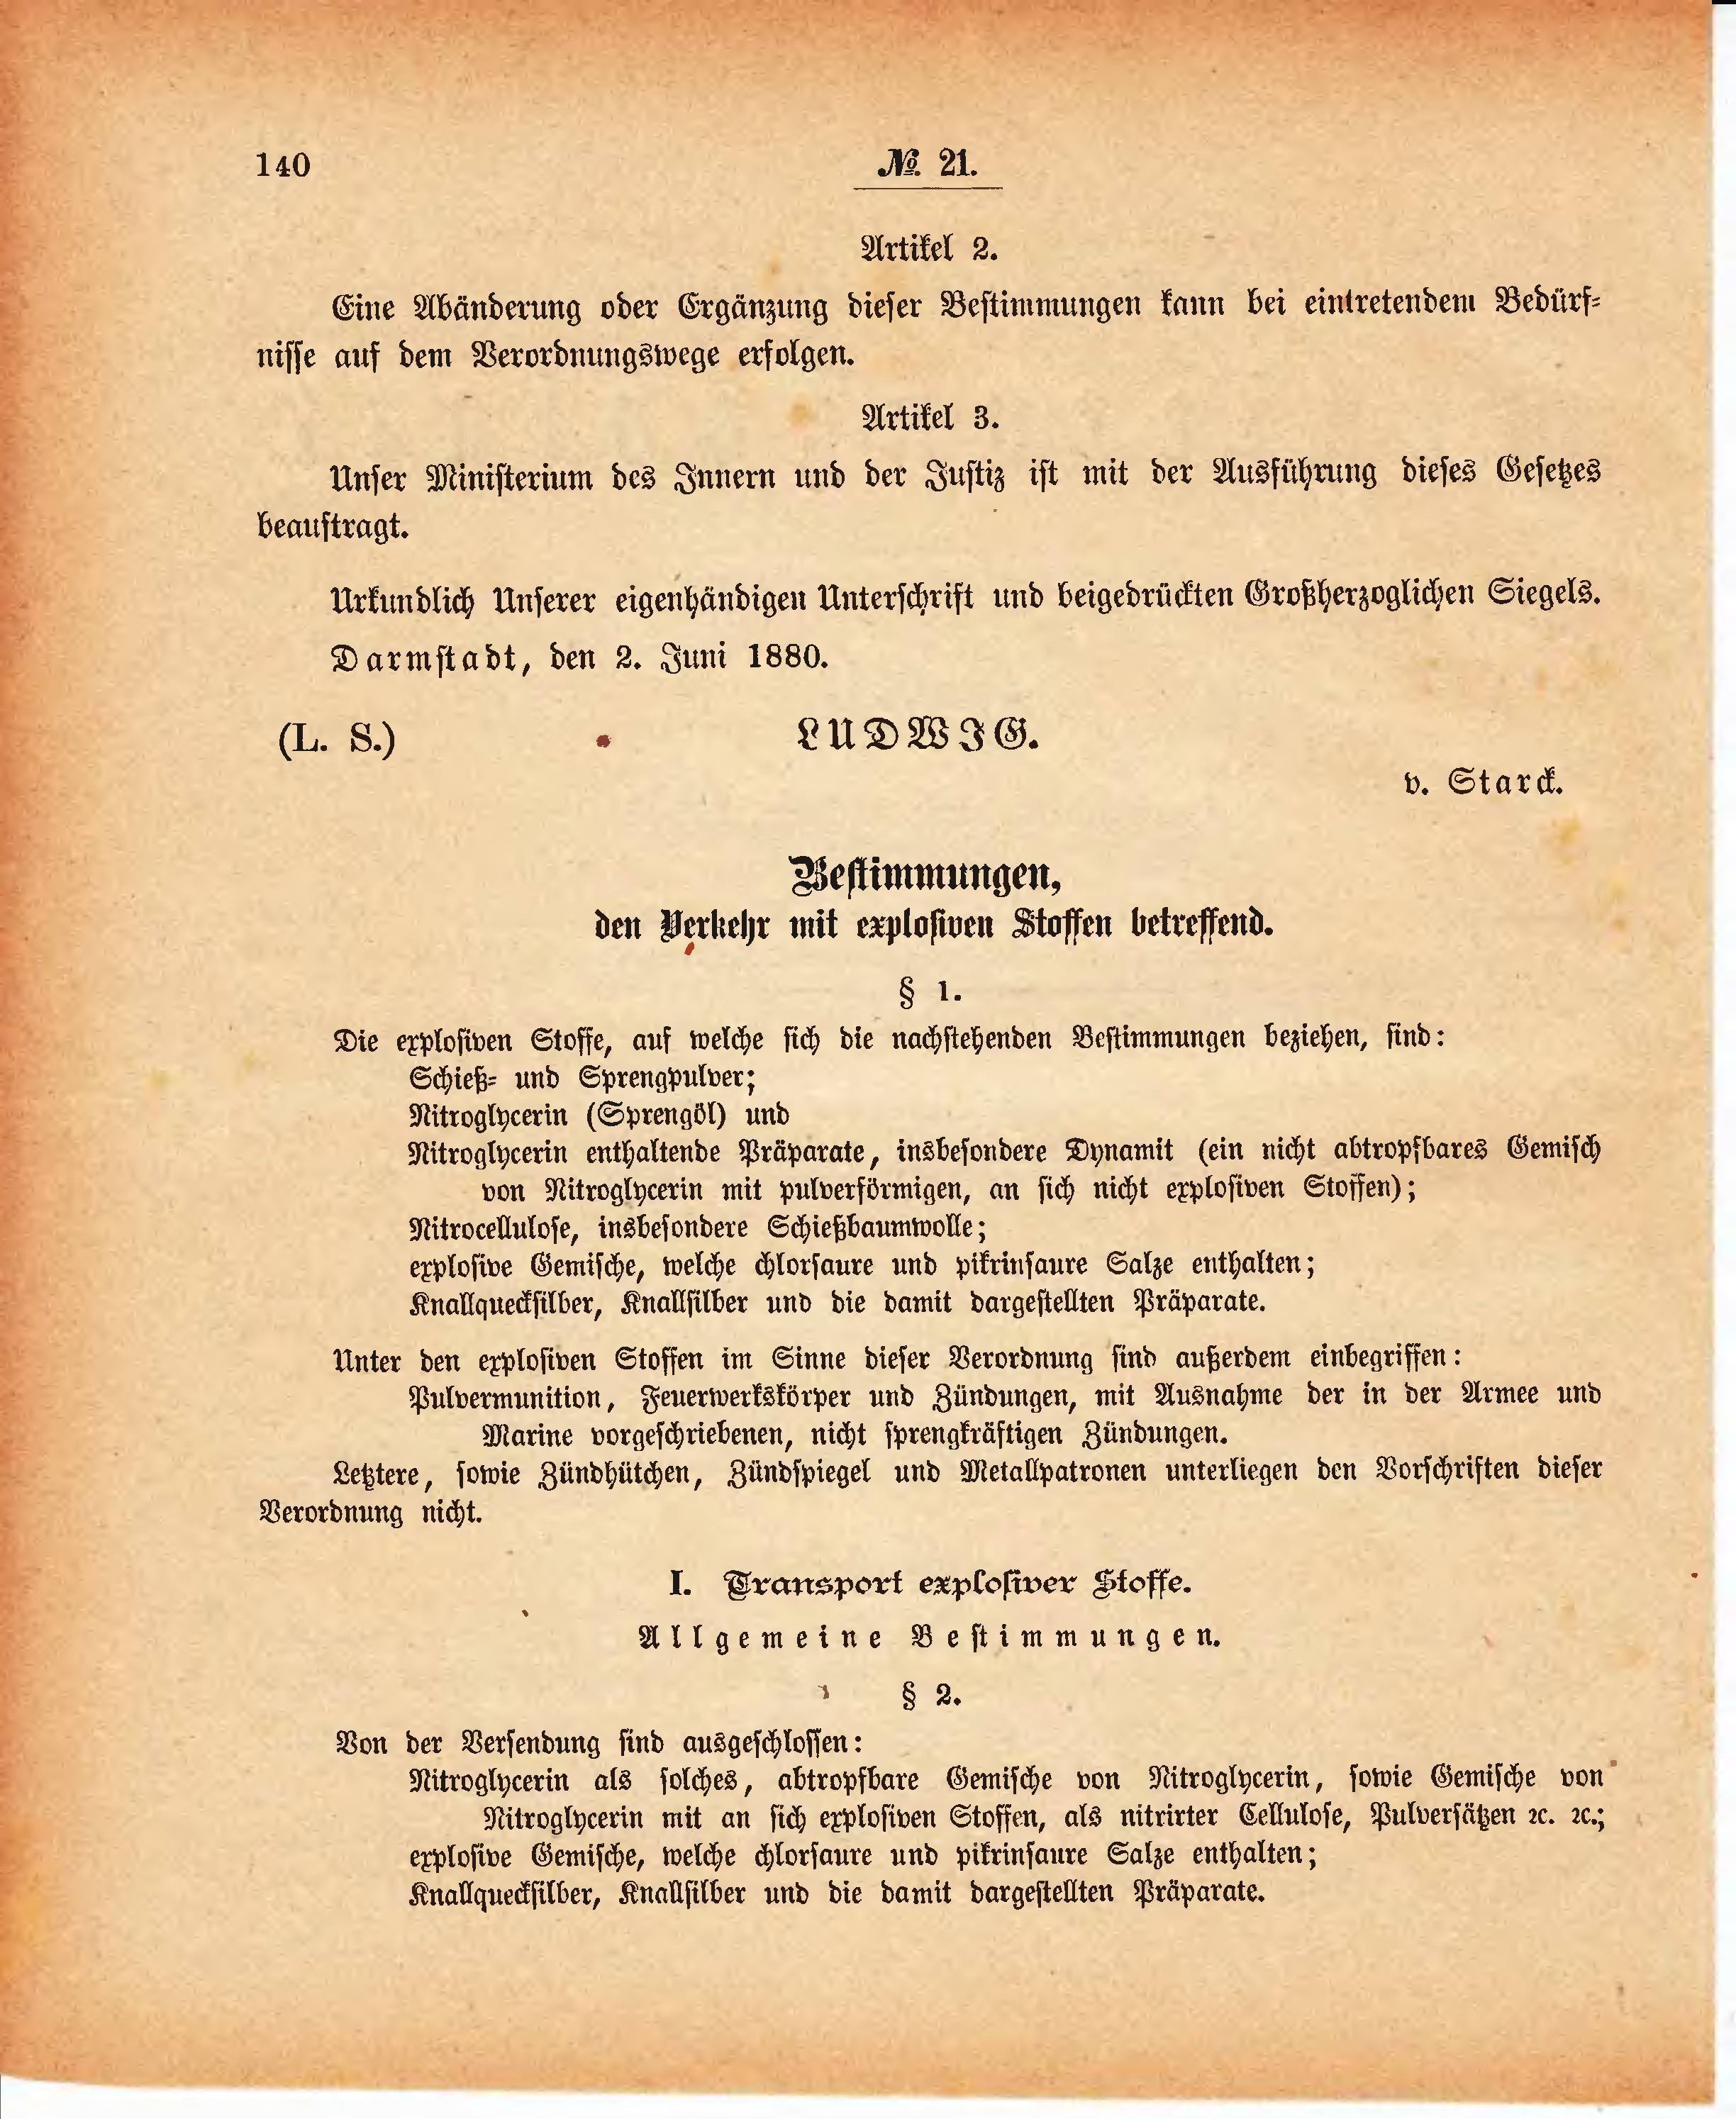 140
№ 21.
Artikel 2.
Eine Abänderung oder Ergänzung dieser Bestimmungen kann bei eintretendem Bedürf-
nisse auf dem Verordnungswege erfolgen.
Artikel 3.
Unser Ministerium des Innern und der Justiz ist mit der Ausführung dieses Gesetzes
beauftragt.
Urkundlich Unserer eigenhändigen Unterschrift und beigedrückten Großherzoglichen Siegels.
Darmstadt, den 2. Juni 1880.
(L. S.) LUDWIG.
v. Starck.
Bestimmungen,
den Verkehr mit explosiven Stoffen betreffend.
§ 1.
Die explosiven Stoffe, auf welche sich die nachstehenden Bestimmungen beziehen, sind:
Schieß- und Sprengpulver;
Nitroglycerin (Sprengöl) und
Nitroglycerin enthaltende Präparate, insbesondere Dynamit (ein nicht abtropfbares Gemisch
von Nitroglycerin mit pulverförmigen, an sich nicht explosiven Stoffen);
Nitrocellulose, insbesondere Schießbaumwolle;
explosive Gemische, welche chlorsaure und pikrinsaure Salze enthalten;
Knallquecksilber, Knallsilber und die damit dargestellten Präparate.
Unter den explosiven Stoffen im Sinne dieser Verordnung sind außerdem einbegriffen:
Pulvermunition, Feuerwerkskörper und Zündungen, mit Ausnahme der in der Armee und
Marine vorgeschriebenen, nicht sprengkräftigen Zündungen.
Letztere, sowie Zündhütchen, Zündspiegel und Metallpatronen unterliegen den Vorschriften dieser
Verordnung nicht.
I. Transport explosiver Stoffe.
Allgemeine Bestimmungen.
§ 2.
Von der Versendung sind ausgeschlossen:
Nitroglycerin als solches, abtropfbare Gemische von Nitroglycerin, sowie Gemische von
Nitroglycerin mit an sich explosiven Stoffen, als nitrirter Cellulose, Pulversätzen ꝛc. ꝛc.;
explosive Gemische, welche chlorsaure und pikrinsaure Salze enthalten;
Knallquecksilber, Knallsilber und die damit dargestellten Präparate.